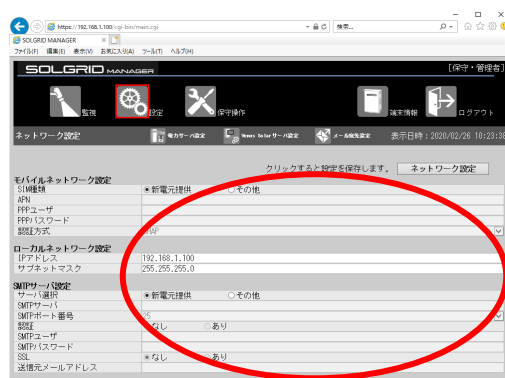 https://192.168.1.100/cgi-bin/main.cgi
検索...
SOLGRID MANAGER
ファイル(F) 編集(E) 表示(V) お気に入り(A) ツール(T) ヘルプ(H)
SOLGRID MANAGER [保守・管理者]
監視 設定 保守操作 端末情報 ログアウト
ネットワーク設定 電力サーバ設定 Venus Solarサーバ設定 メール宛先設定 表示日時：2020/02/26 10:23:38
クリックすると設定を保存します。 ネットワーク設定
モバイルネットワーク設定
SIM種類 新電元提供 その他
APN
PPPユーザ
PPPパスワード
認証方式 CHAP
ローカルネットワーク設定
IPアドレス 192.168.1.100
サブネットマスク 255.255.255.0
SMTPサーバ設定
サーバ選択 新電元提供 その他
SMTPサーバ
SMTPポート番号 25
認証 なし あり
SMTPユーザ
SMTPパスワード
SSL なし あり
送信元メールアドレス